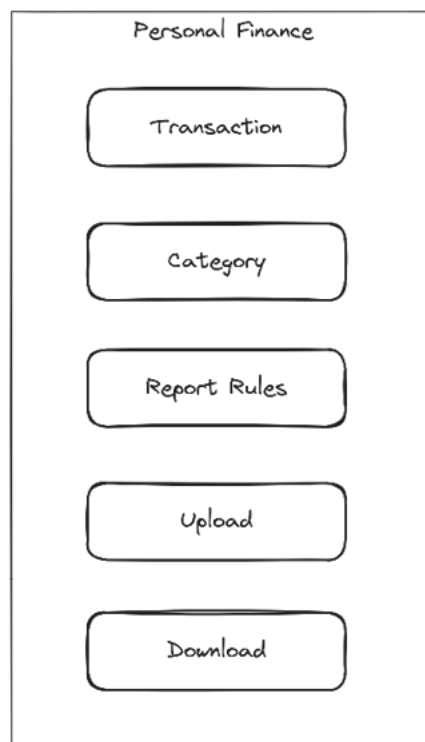 Personal Finance
Transaction
Category
Report Rules
Upload
Download